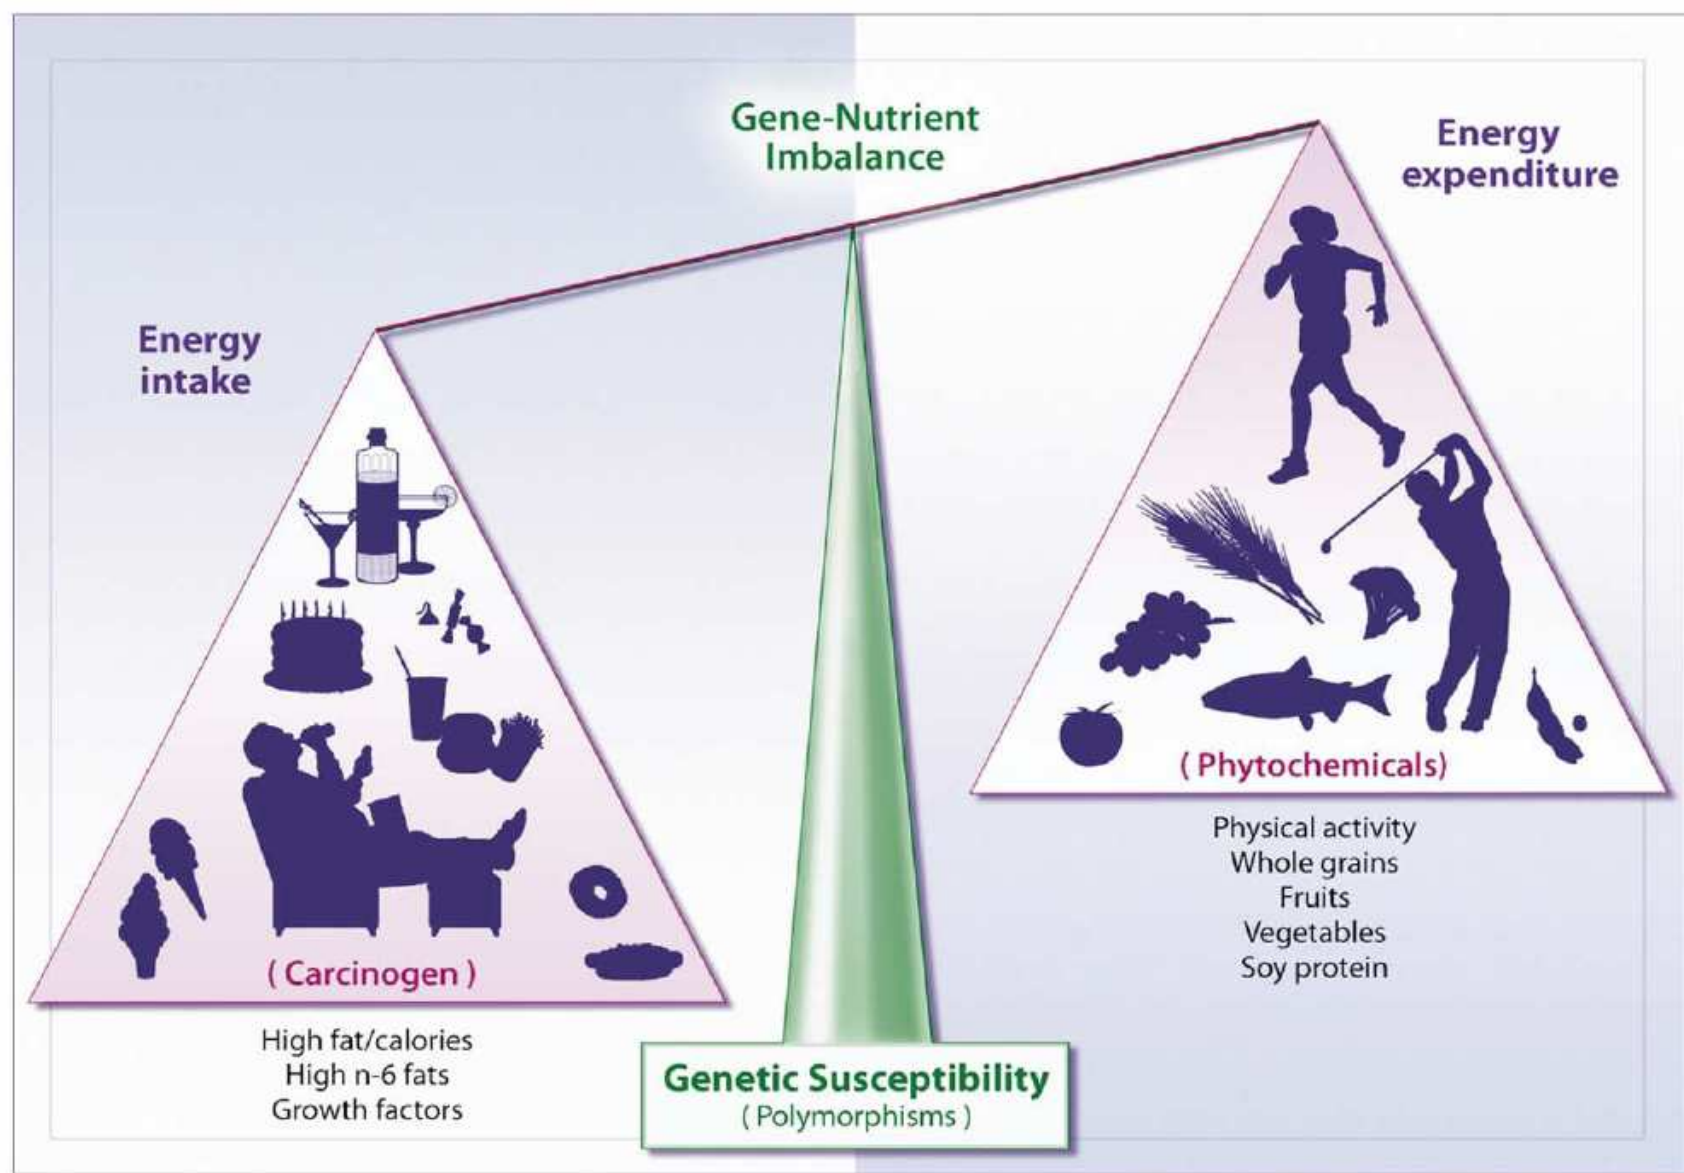 Gene-Nutrient
Imbalance
Energy
expenditure
Energy
intake
( Phytochemicals)
Physical activity
Whole grains
Fruits
Vegetables
Soy protein
( Carcinogen )
High fat/calories
High n-6 fats
Growth factors
Genetic Susceptibility
( Polymorphisms )